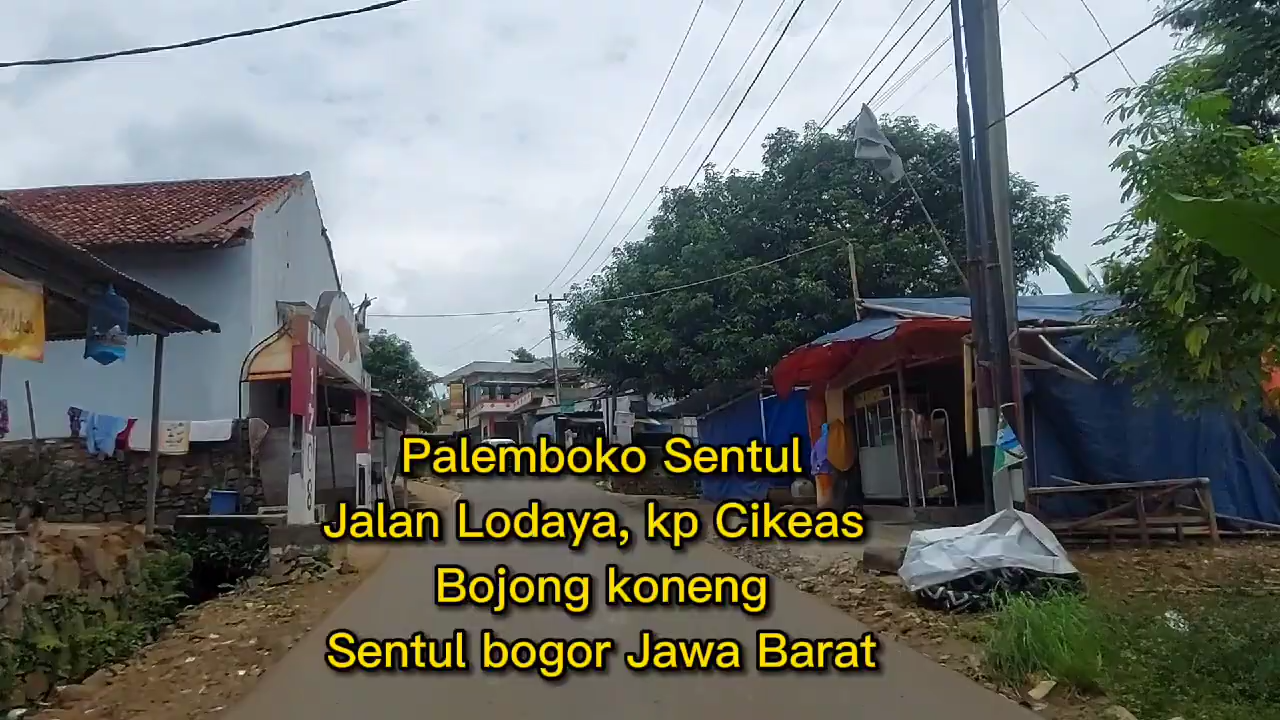 Palemboko Sentul
Jalan Lodaya, kp Cikeas
Bojong koneng
Sentul bogor Jawa Barat